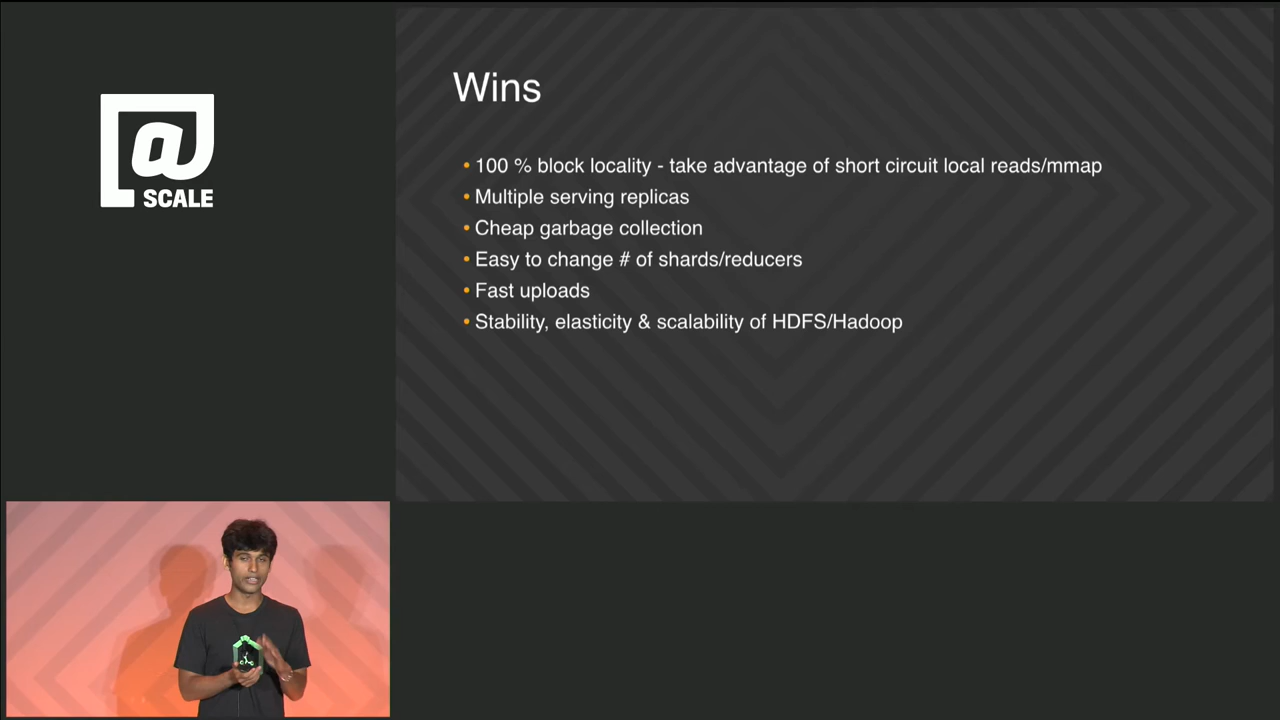 @
SCALE
Wins
• 100 % block locality - take advantage of short circuit local reads/mmap
• Multiple serving replicas
• Cheap garbage collection
• Easy to change # of shards/reducers
• Fast uploads
• Stability, elasticity & scalability of HDFS/Hadoop